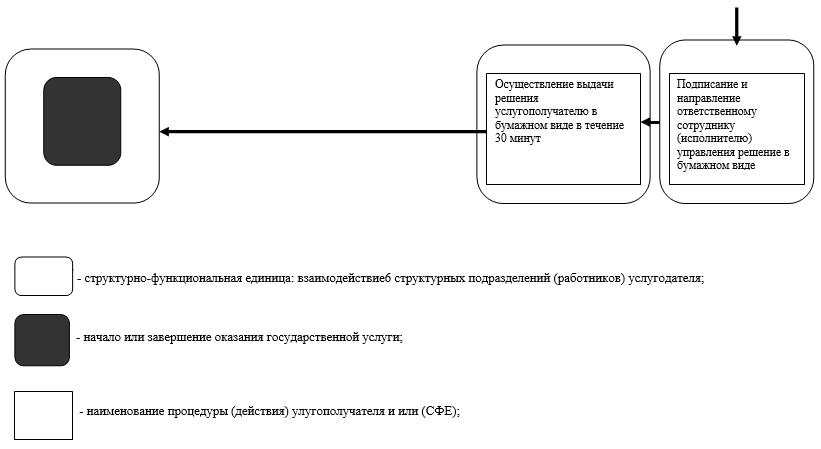 Осуществление выдачи
решения
услугополучателю в
бумажном виде в течение
30 минут
Подписание и
направление
ответственному
сотруднику
(исполнителю)
управления решение в
бумажном виде
- структурно-функциональная единица: взаимодействиеб структурных подразделений (работников) услугодателя;
- начало или завершение оказания государственной услуги;
- наименование процедуры (действия) улугополучателя и или (СФЕ);